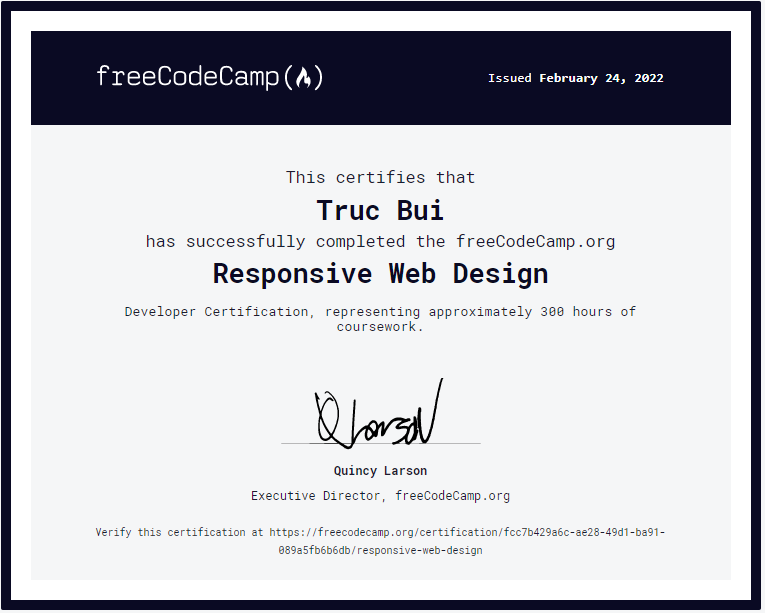 freeCodeCamp
Issued February 24, 2022
This certifies that
Truc Bui
has successfully completed the freeCodeCamp.org
Responsive Web Design
Developer Certification, representing approximately 300 hours of
coursework.
Q Larson
Quincy Larson
Executive Director, freeCodeCamp.org
Verify this certification at https://freecodecamp.org/certification/fcc7b429a6c-ae28-49d1-ba91-
089a5fb6b6db/responsive-web-design